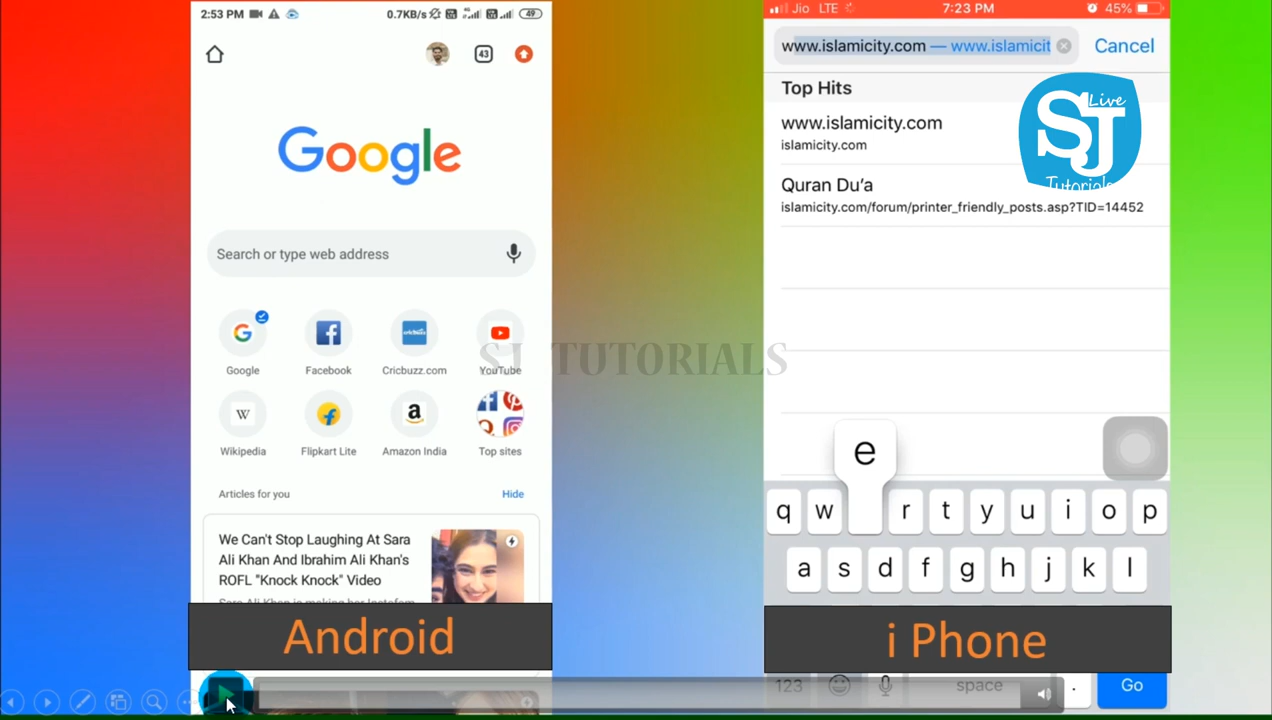 2:53 PM
0.7KB/s
49
43
Google
Search or type web address
Google
Facebook
cricbuzz
Cricbuzz.com
YouTube
W
Wikipedia
Flipkart Lite
a
Amazon India
Top sites
Articles for you
Hide
We Can't Stop Laughing At Sara
Ali Khan And Ibrahim Ali Khan's
ROFL "Knock Knock" Video
Android
SJ TUTORIALS
Jio LTE
7:23 PM
45%
www.islamicity.com — www.islamicit
Cancel
Top Hits
www.islamicity.com
islamicity.com
Quran Du’a
islamicity.com/forum/printer_friendly_posts.asp?TID=14452
SJ
Live
Tutorials
e
q w r t y u i o p
a s d f g h j k l
i Phone
123
space
.
Go